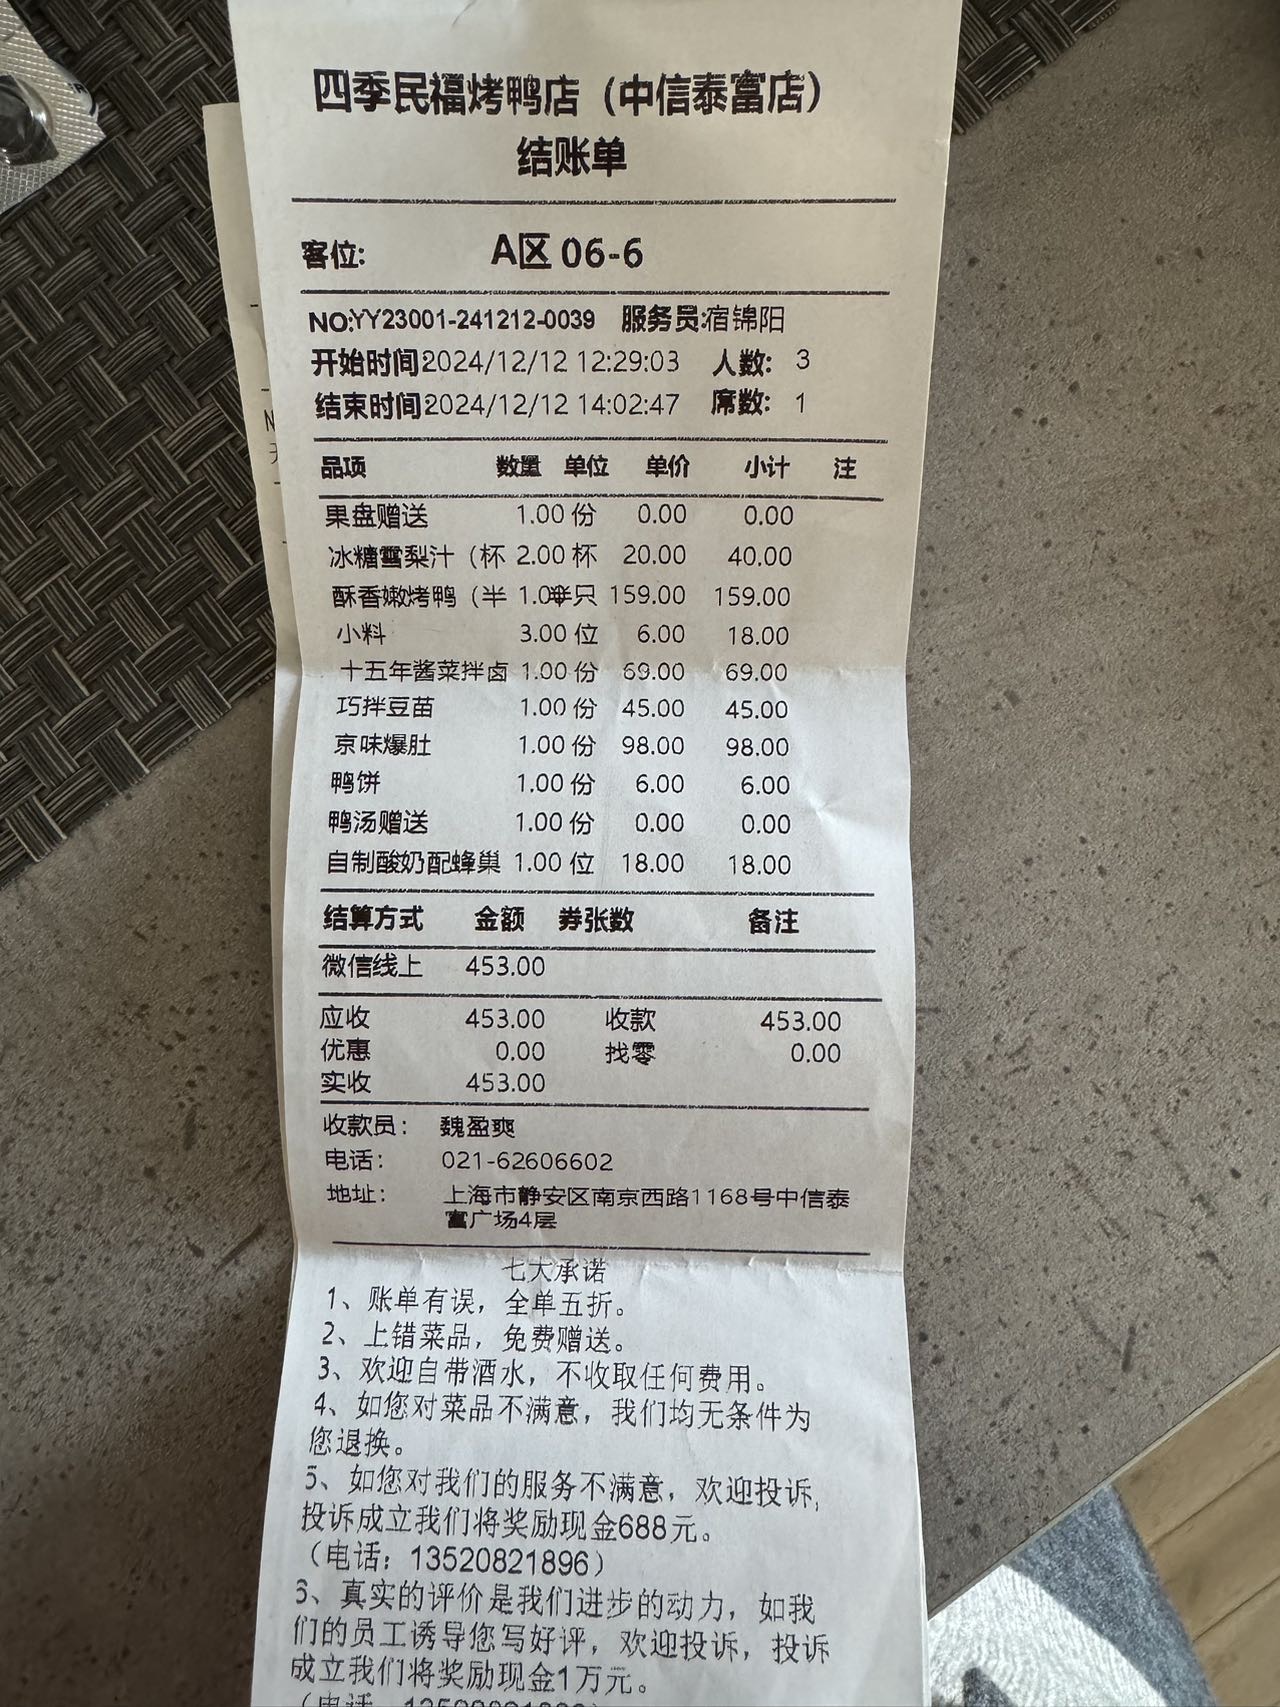 四季民福烤鸭店（中信泰富店）
结账单
客位: A区 06-6
NO:YY23001-241212-0039 服务员:宿锦阳
开始时间2024/12/12 12:29:03 人数: 3
结束时间2024/12/12 14:02:47 席数: 1
品项 数量 单位 单价 小计 注
果盘赠送 1.00 份 0.00 0.00
冰糖雪梨汁（杯 2.00 杯 20.00 40.00
酥香嫩烤鸭（半 1.00半只 159.00 159.00
小料 3.00 位 6.00 18.00
十五年酱菜拌卤 1.00 份 69.00 69.00
巧拌豆苗 1.00 份 45.00 45.00
京味爆肚 1.00 份 98.00 98.00
鸭饼 1.00 份 6.00 6.00
鸭汤赠送 1.00 份 0.00 0.00
自制酸奶配蜂巢 1.00 位 18.00 18.00
结算方式 金额 券张数 备注
微信线上 453.00
应收 453.00 收款 453.00
优惠 0.00 找零 0.00
实收 453.00
收款员: 魏盈爽
电话: 021-62606602
地址: 上海市静安区南京西路1168号中信泰
富广场4层
七大承诺
1、账单有误，全单五折。
2、上错菜品，免费赠送。
3、欢迎自带酒水，不收取任何费用。
4、如您对菜品不满意，我们均无条件为
您退换。
5、如您对我们的服务不满意，欢迎投诉,
投诉成立我们将奖励现金688元。
（电话：13520821896）
6、真实的评价是我们进步的动力，如我
们的员工诱导您写好评，欢迎投诉，投诉
成立我们将奖励现金1万元。